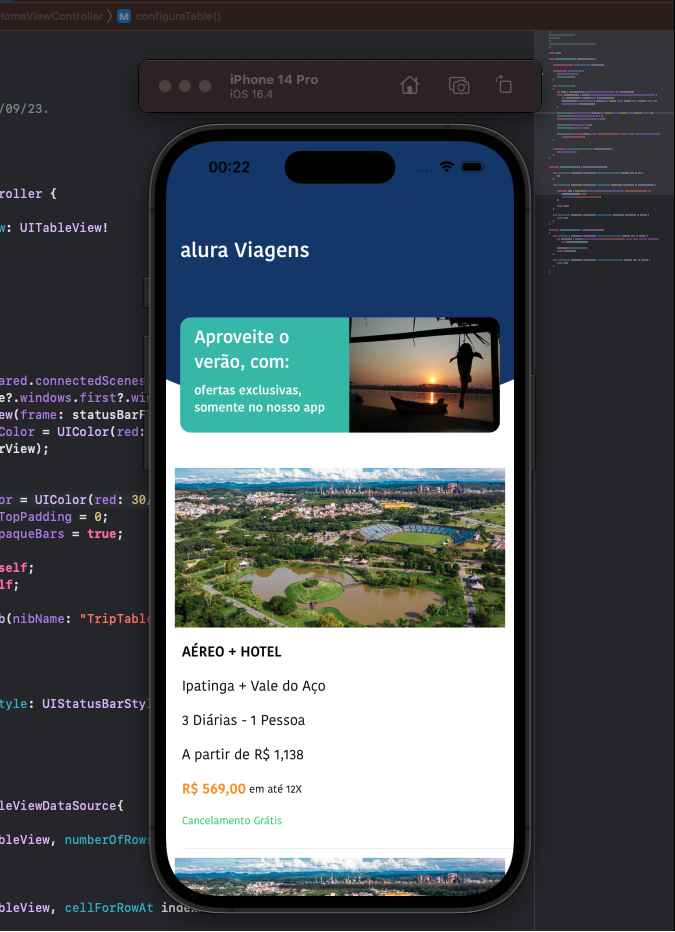 HomeViewController
configureTable()
/09/23.
iPhone 14 Pro
iOS 16.4
roller {
w: UITableView!
ared.connectedScenes
e?.windows.first?.wi
ew(frame: statusBarF
Color = UIColor(red:
rView);
or = UIColor(red: 30/
TopPadding = 0;
paqueBars = true;
self;
lf;
b(nibName: "TripTable
tyle: UIStatusBarStyl
leViewDataSource{
bleView, numberOfRows
bleView, cellForRowAt index
00:22
alura Viagens
Aproveite o
verão, com:
ofertas exclusivas,
somente no nosso app
AÉREO + HOTEL
Ipatinga + Vale do Aço
3 Diárias - 1 Pessoa
A partir de R$ 1,138
R$ 569,00 em até 12X
Cancelamento Grátis